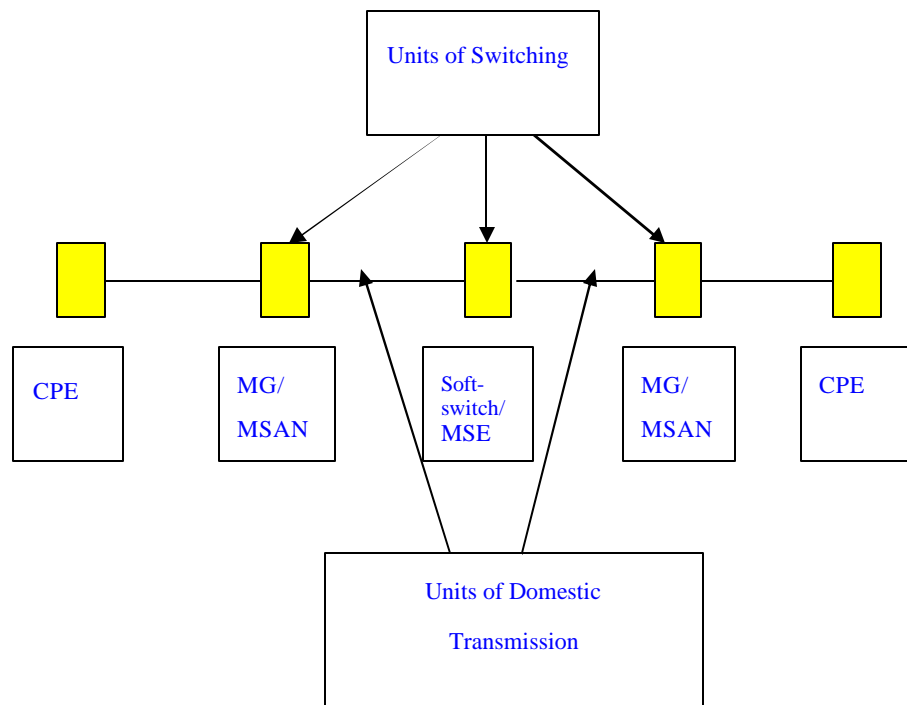 Units of Switching
CPE
MG/
MSAN
Soft-
switch/
MSE
MG/
MSAN
CPE
Units of Domestic
Transmission